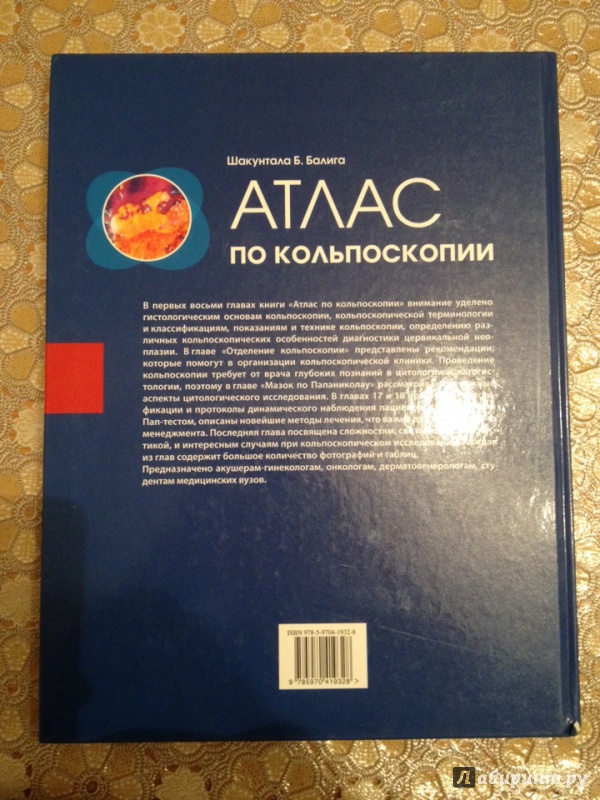 Шакунтала Б. Балига
АТЛАС
ПО КОЛЬПОСКОПИИ
В первых восьми главах книги «Атлас по кольпоскопии» внимание уделено
гистологическим основам кольпоскопии, кольпоскопической терминологии
и классификациям, показаниям и технике кольпоскопии, определению раз-
личных кольпоскопических особенностей диагностики цервикальной нео-
плазии. В главе «Отделение кольпоскопии» представлены рекомендации,
которые помогут в организации кольпоскопической клиники. Проведение
кольпоскопии требует от врача глубоких познаний в цитологии и патогис-
тологии, поэтому в главе «Мазок по Папаниколау»
аспекты цитологического исследования. В главах 17 и 18
фикации и протоколы динамического наблюдения
Пап-тестом, описаны новейшие методы лечения, что важно
менеджмента. Последняя глава посвящена сложностям,
тикой, и интересным случаям при кольпоскопическом
из глав содержит большое количество фотографий и таблиц.
Предназначено акушерам-гинекологам, онкологам, дерматовенерологам, сту
дентам медицинских вузов.
ISBN 978-5-9704-1932-8
9 785970 419328 >
Лабиринт.ру